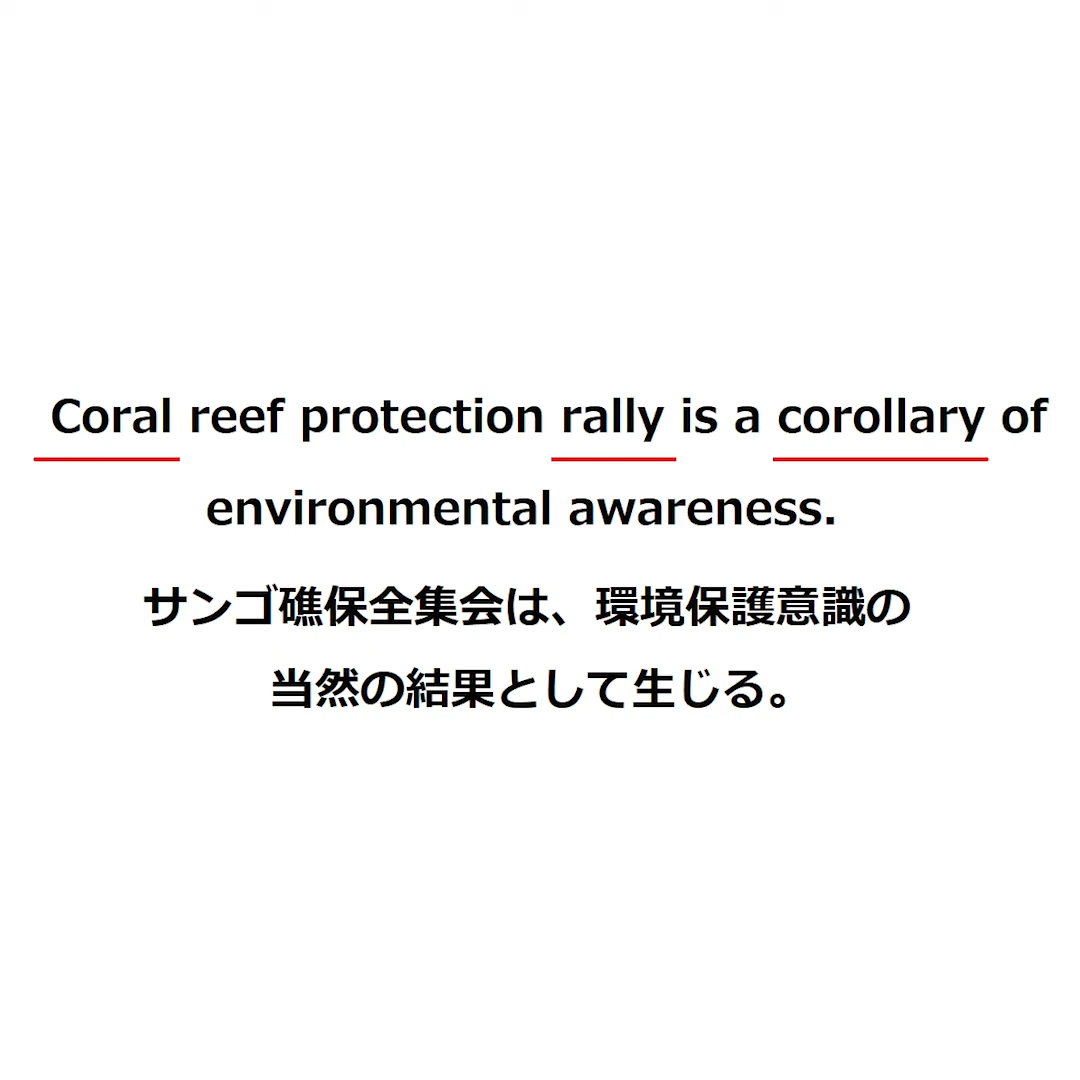 Coral reef protection rally is a corollary of
environmental awareness.
サンゴ礁保全集会は、環境保護意識の
当然の結果として生じる。